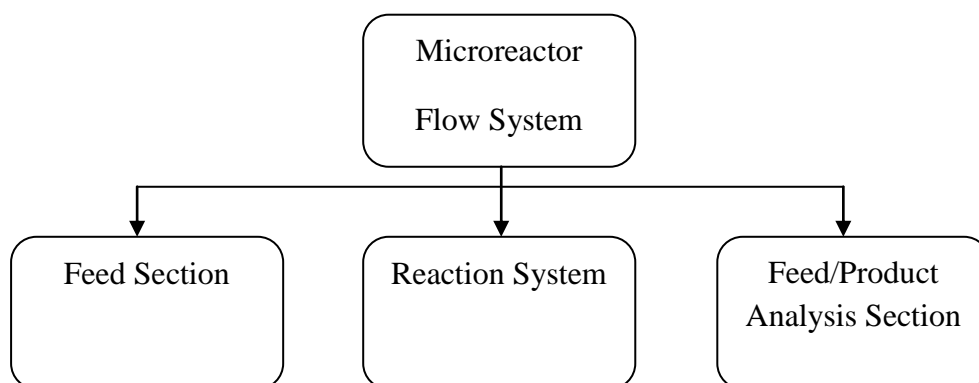 Microreactor
Flow System
Feed Section
Reaction System
Feed/Product
Analysis Section